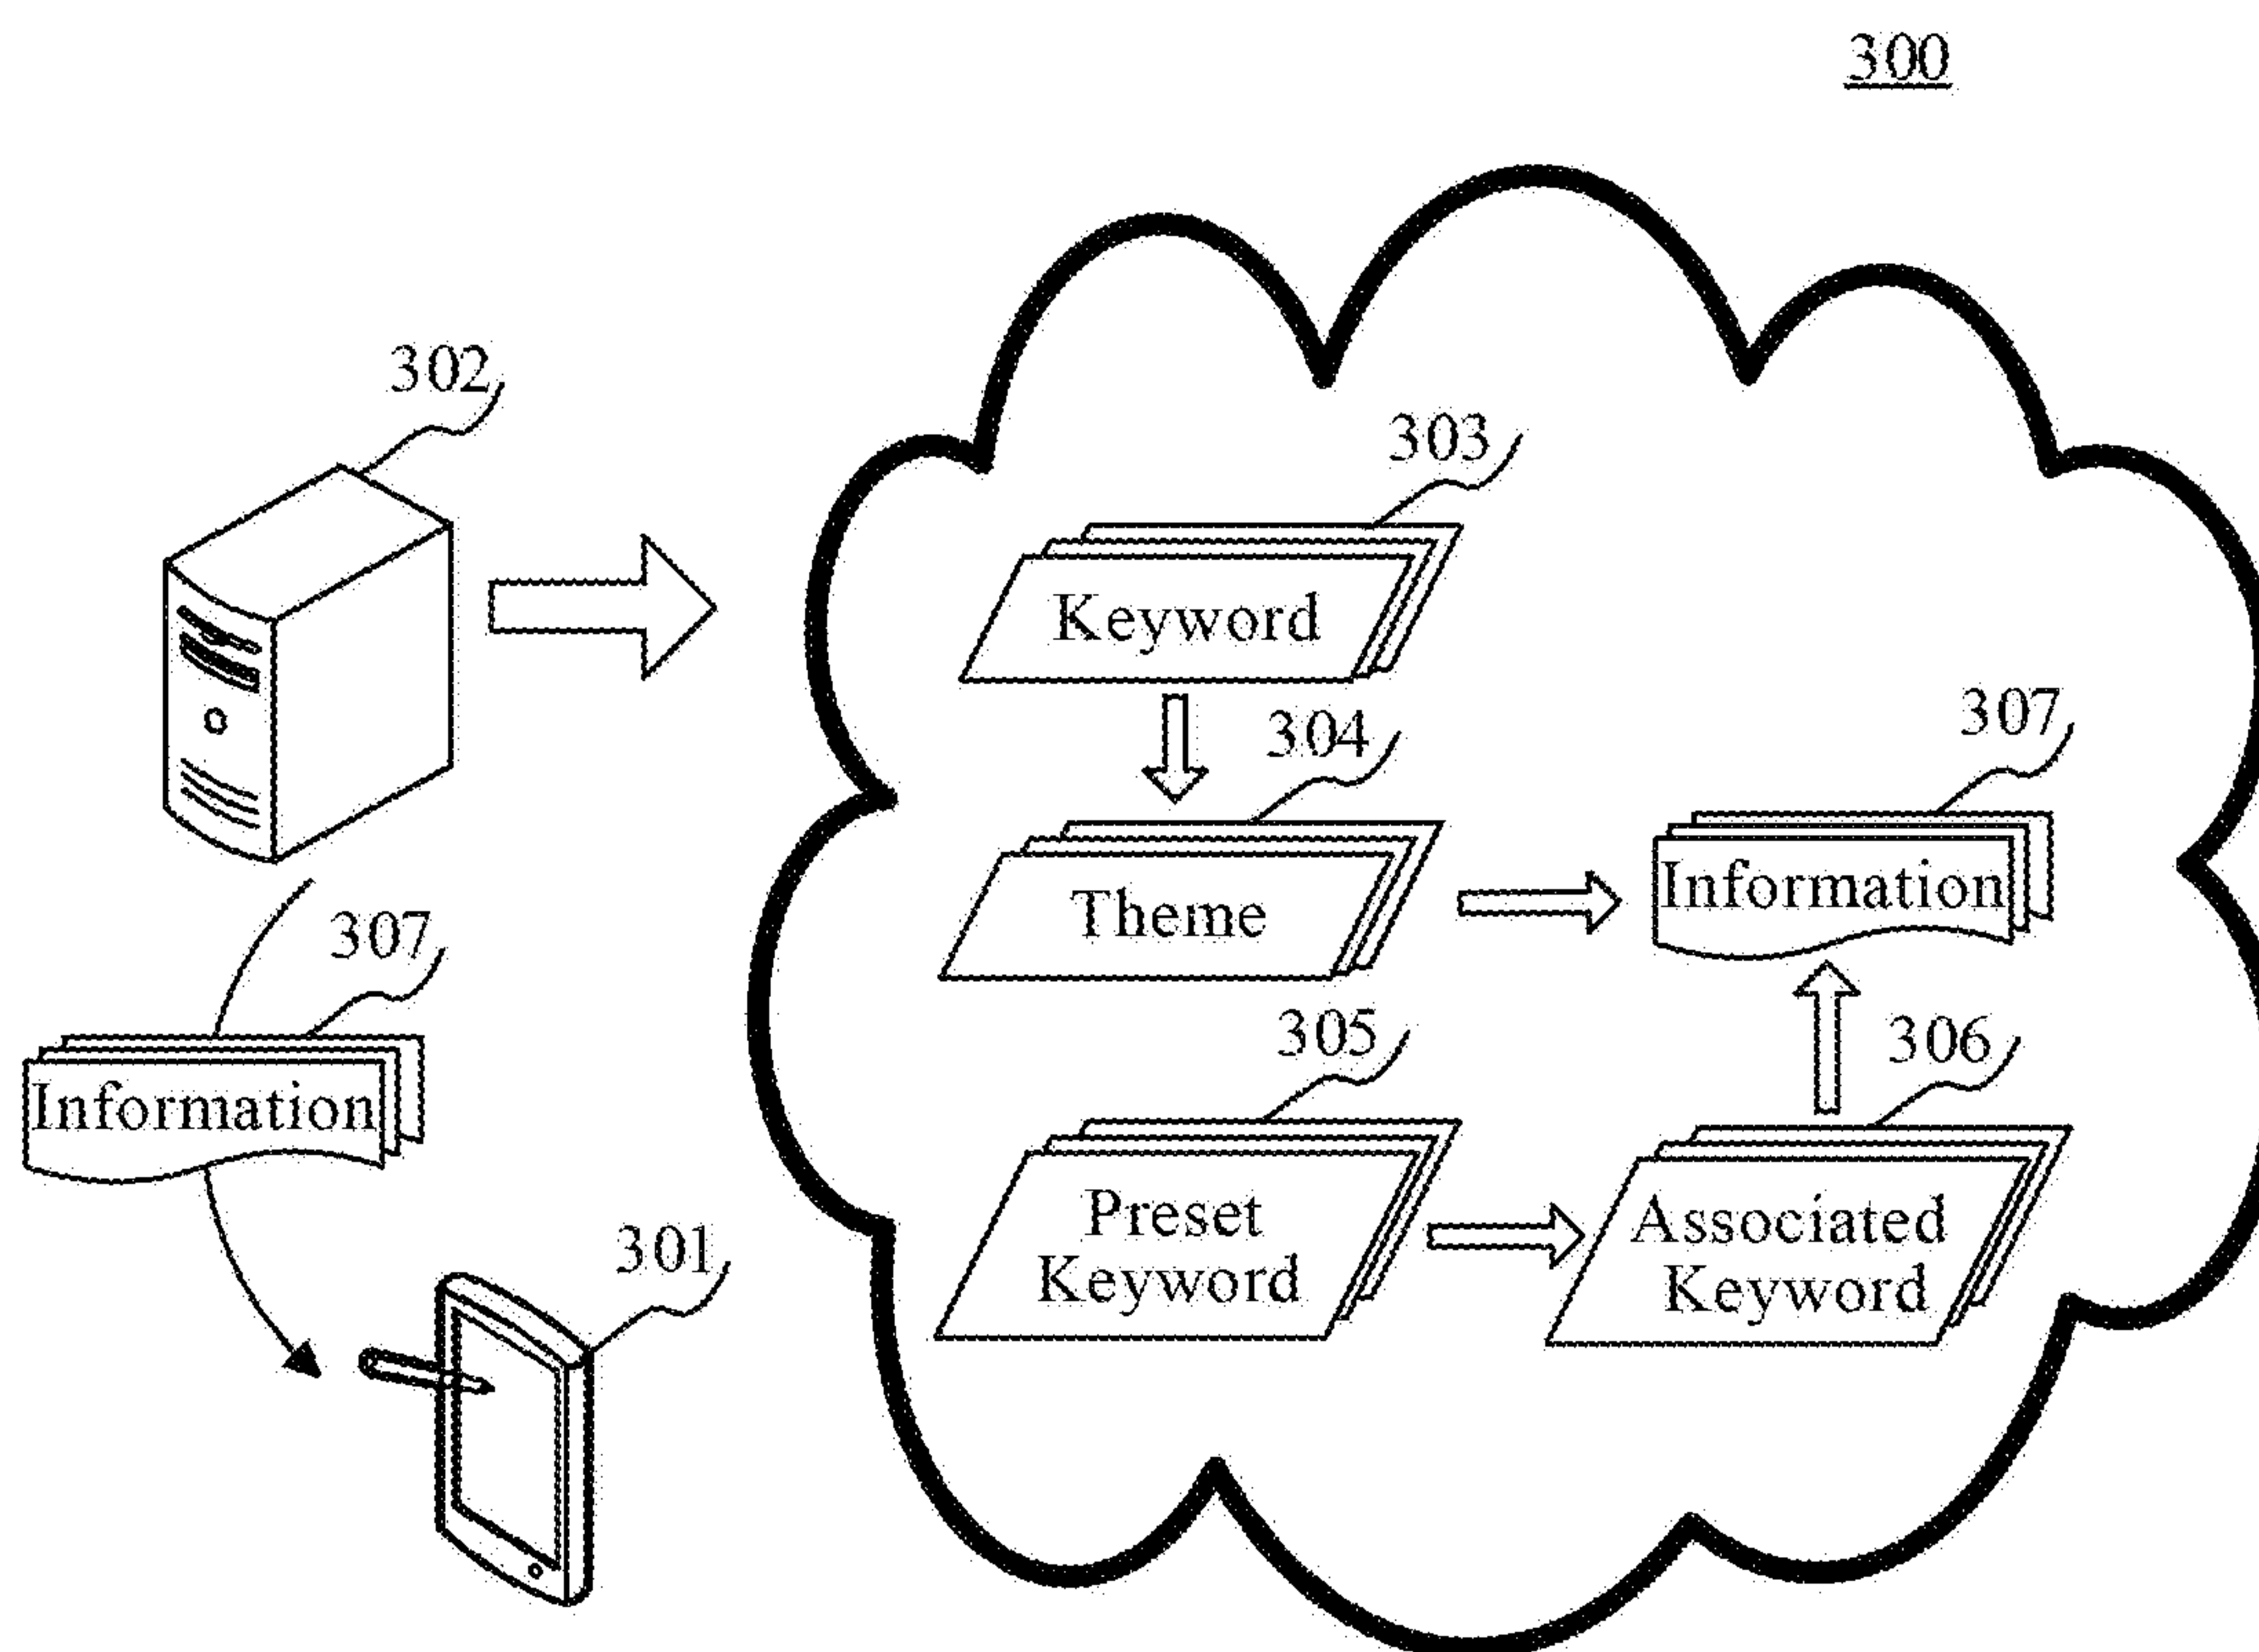 300
302
303
Keyword
304
307
Theme
Information
307
Information
305
306
Preset
Keyword
Associated
Keyword
301